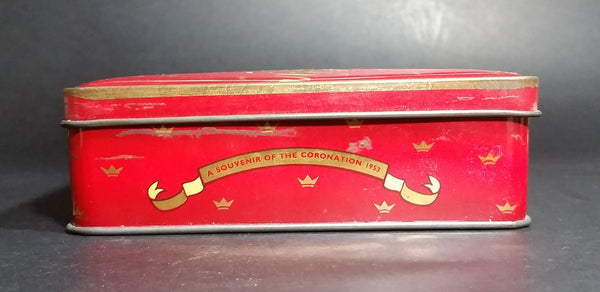 A SOUVENIR OF THE CORONATION 1953